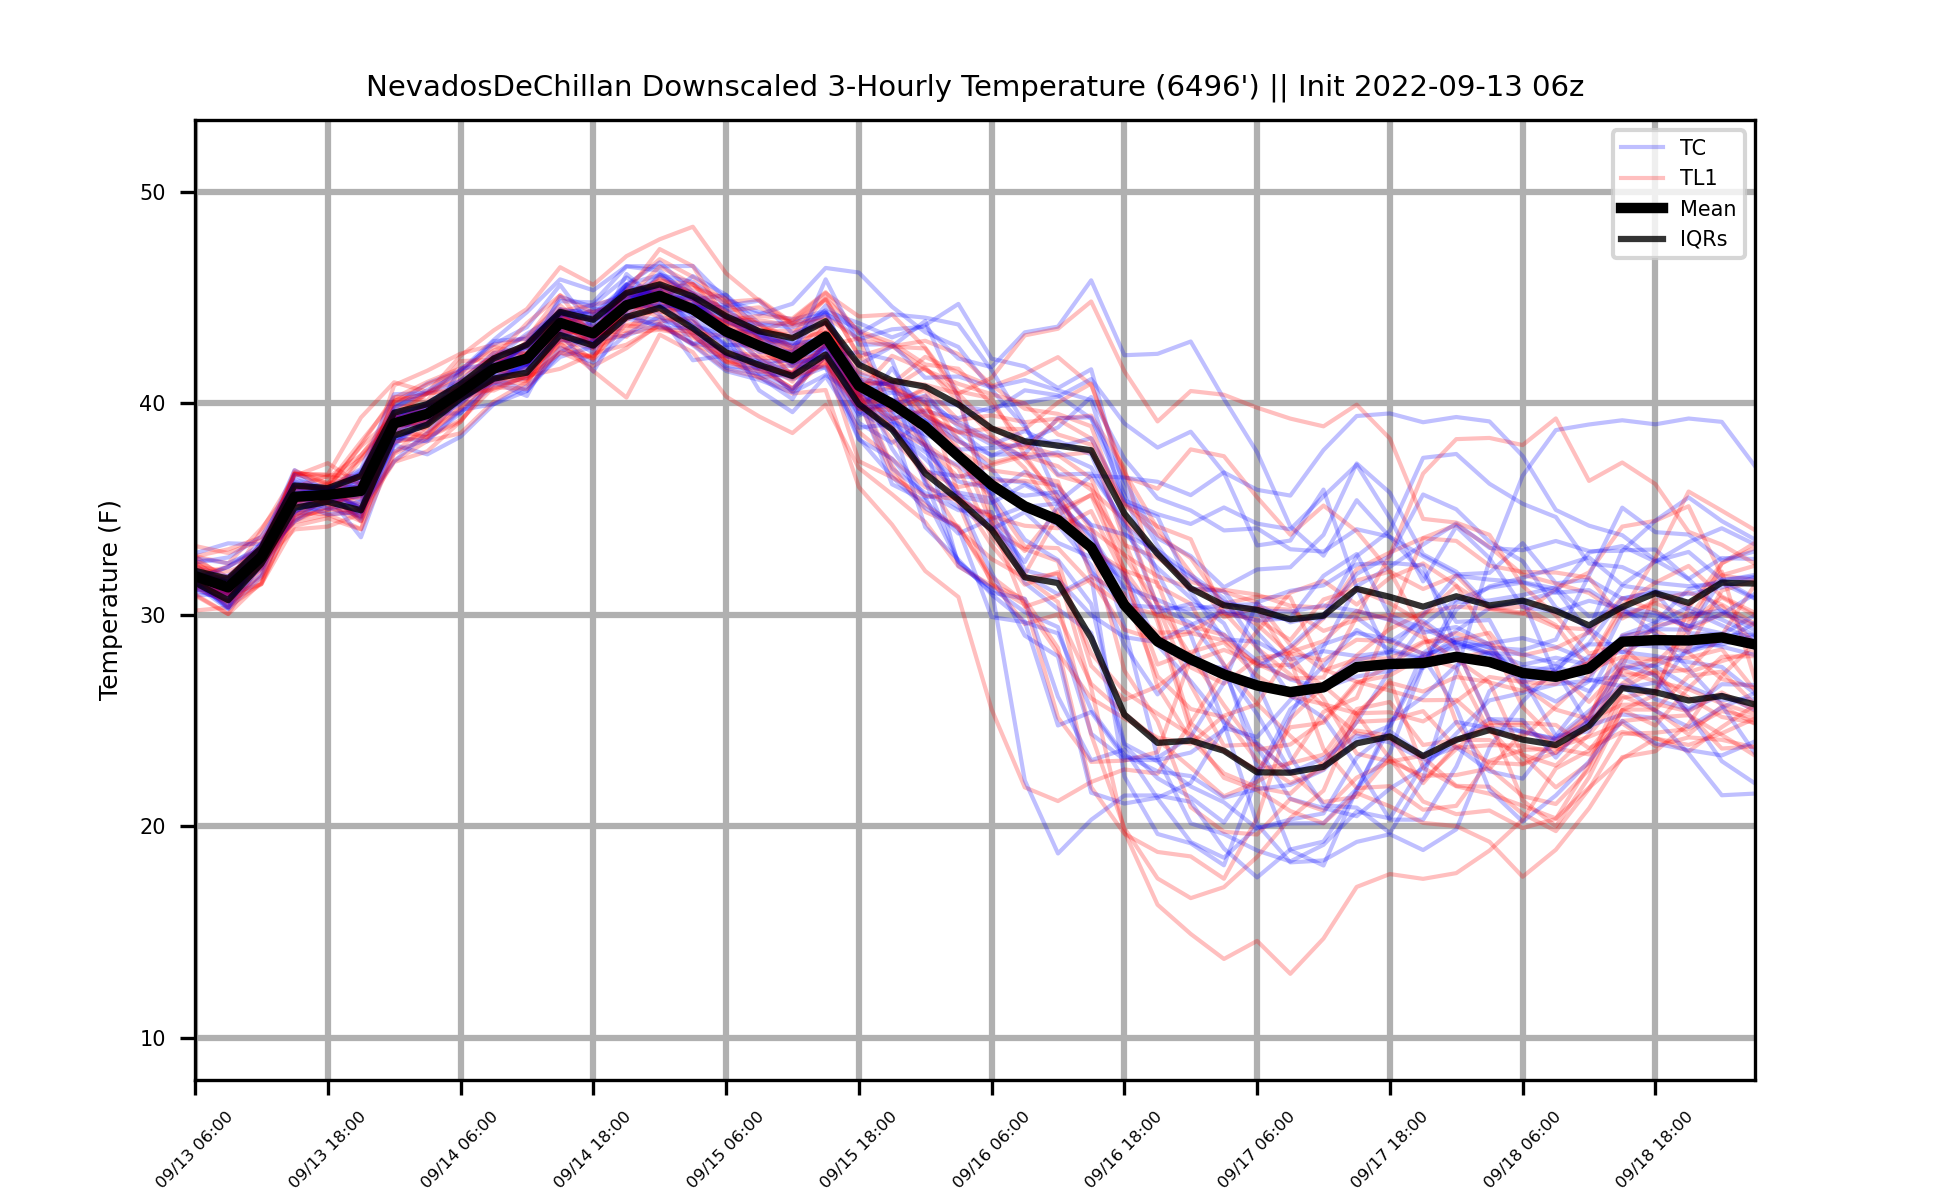 NevadosDeChillan Downscaled 3-Hourly Temperature (6496') || Init 2022-09-13 06z
TC
TL1
Mean
IQRs
Temperature (F)
50
40
30
20
10
09/13 06:00
09/13 18:00
09/14 06:00
09/14 18:00
09/15 06:00
09/15 18:00
09/16 06:00
09/16 18:00
09/17 06:00
09/17 18:00
09/18 06:00
09/18 18:00